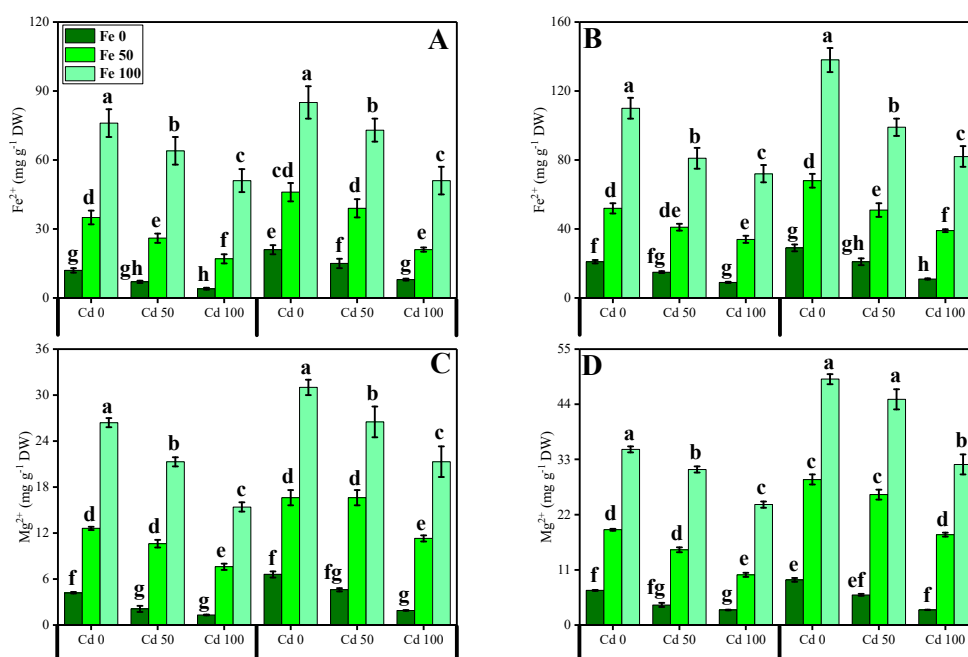 120
90
60
30
0
Fe²⁺ (mg g⁻¹ DW)
Fe 0
Fe 50
Fe 100
A
g d a gh e b h f c e cd a f d b g f c
Cd 0 Cd 50 Cd 100 Cd 0 Cd 50 Cd 100
160
120
80
40
0
Fe²⁺ (mg g⁻¹ DW)
B
f d a fg de b g f c g d a gh e b h f c
Cd 0 Cd 50 Cd 100 Cd 0 Cd 50 Cd 100
36
30
24
18
12
6
0
Mg²⁺ (mg g⁻¹ DW)
C
f d a g d b g e c f d a fg d b g e c
Cd 0 Cd 50 Cd 100 Cd 0 Cd 50 Cd 100
55
44
33
22
11
0
Mg²⁺ (mg g⁻¹ DW)
D
f d a fg d b g e c e c a ef c a f d b
Cd 0 Cd 50 Cd 100 Cd 0 Cd 50 Cd 100